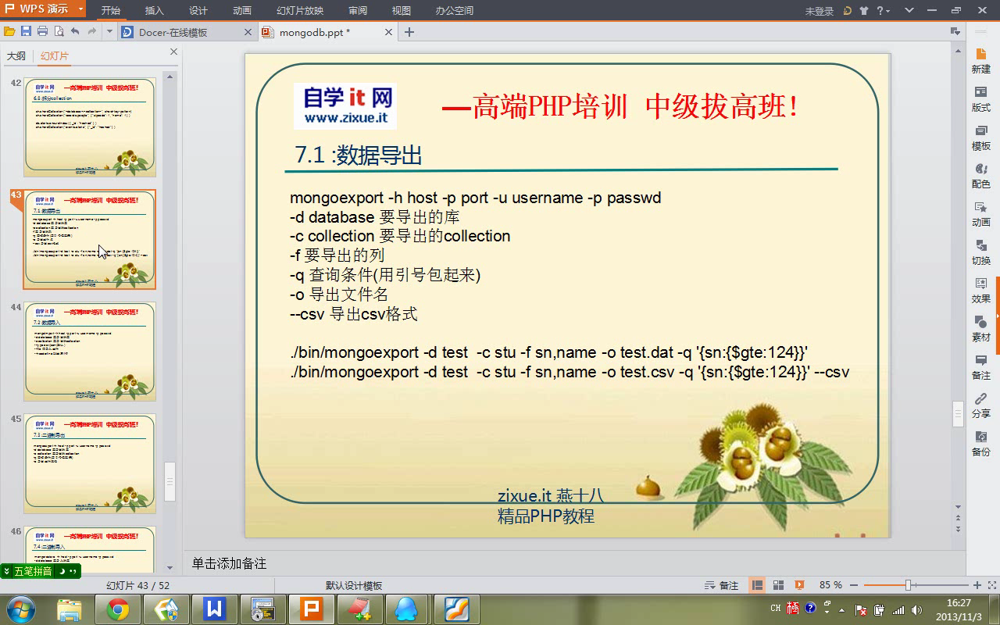 WPS 演示
开始 插入 设计 动画 幻灯片放映 审阅 视图 办公空间 未登录
Docer-在线模板 mongodb.ppt *
大纲 幻灯片
42
43
44
45
46
自学 it 网
www.zixue.it
—高端PHP培训 中级拔高班!
7.1 :数据导出
mongoexport -h host -p port -u username -p passwd
-d database 要导出的库
-c collection 要导出的collection
-f 要导出的列
-q 查询条件(用引号包起来)
-o 导出文件名
--csv 导出csv格式
./bin/mongoexport -d test  -c stu -f sn,name -o test.dat -q '{sn:{$gte:124}}'
./bin/mongoexport -d test  -c stu -f sn,name -o test.csv -q '{sn:{$gte:124}}' --csv
zixue.it 燕十八
精品PHP教程
新建
版式
模板
配色
动画
切换
效果
素材
备注
分享
备份
单击添加备注
五笔拼音
幻灯片 43 / 52 默认设计模板 备注 85 %
CH
16:27
2013/11/3